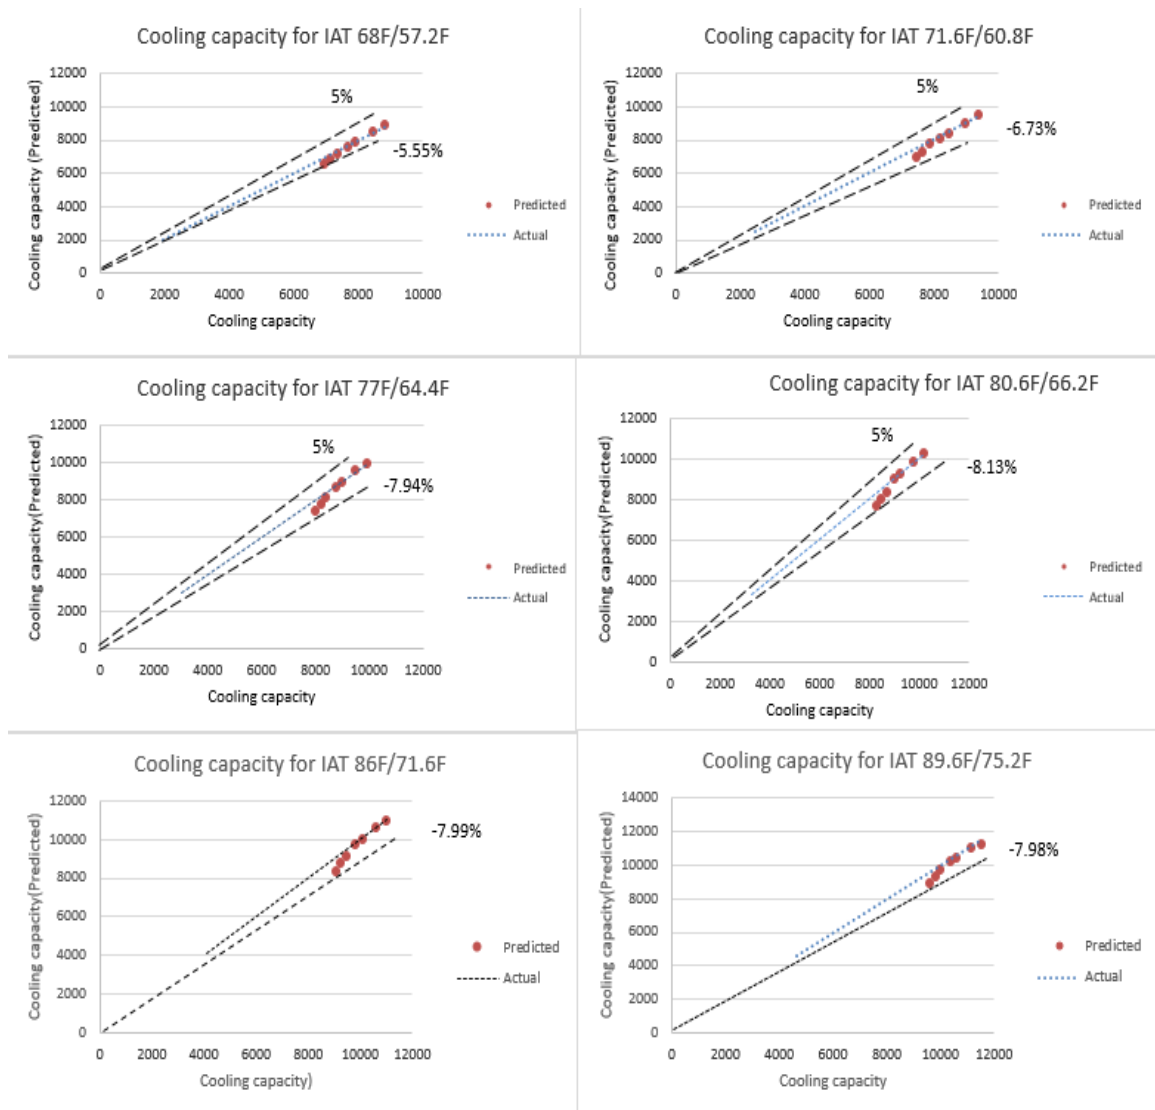 Cooling capacity for IAT 68F/57.2F
Cooling capacity (Predicted)
12000
10000
8000
6000
4000
2000
0
5%
-5.55%
Predicted
Actual
0 2000 4000 6000 8000 10000
Cooling capacity
Cooling capacity for IAT 71.6F/60.8F
Cooling capacity (Predicted)
12000
10000
8000
6000
4000
2000
0
5%
-6.73%
Predicted
Actual
0 2000 4000 6000 8000 10000
Cooling capacity
Cooling capacity for IAT 77F/64.4F
Cooling capacity(Predicted)
12000
10000
8000
6000
4000
2000
0
5%
-7.94%
Predicted
Actual
0 2000 4000 6000 8000 10000 12000
Cooling capacity
Cooling capacity for IAT 80.6F/66.2F
Cooling capacity(Predicted)
12000
10000
8000
6000
4000
2000
0
5%
-8.13%
Predicted
Actual
0 2000 4000 6000 8000 10000 12000
Cooling capacity
Cooling capacity for IAT 86F/71.6F
Cooling capacity(Predicted)
12000
10000
8000
6000
4000
2000
0
-7.99%
Predicted
Actual
0 2000 4000 6000 8000 10000 12000
Cooling capacity)
Cooling capacity for IAT 89.6F/75.2F
Cooling capacity(Predicted)
14000
12000
10000
8000
6000
4000
2000
0
-7.98%
Predicted
Actual
0 2000 4000 6000 8000 10000 12000
Cooling capacity